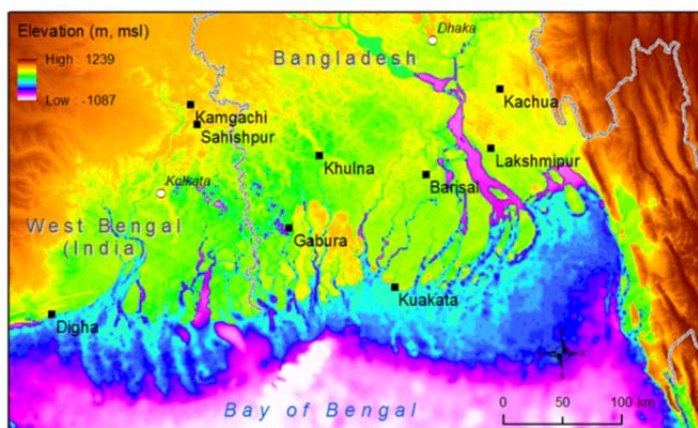 Elevation (m, msl)
High : 1239
Low : -1087
Dhaka
Bangladesh
Kachua
Kamgachi
Sahishpur
Khulna
Lakshmipur
Barisal
Kolkata
West Bengal
(India)
Gabura
Kuakata
Digha
Bay of Bengal
0 50 100 km